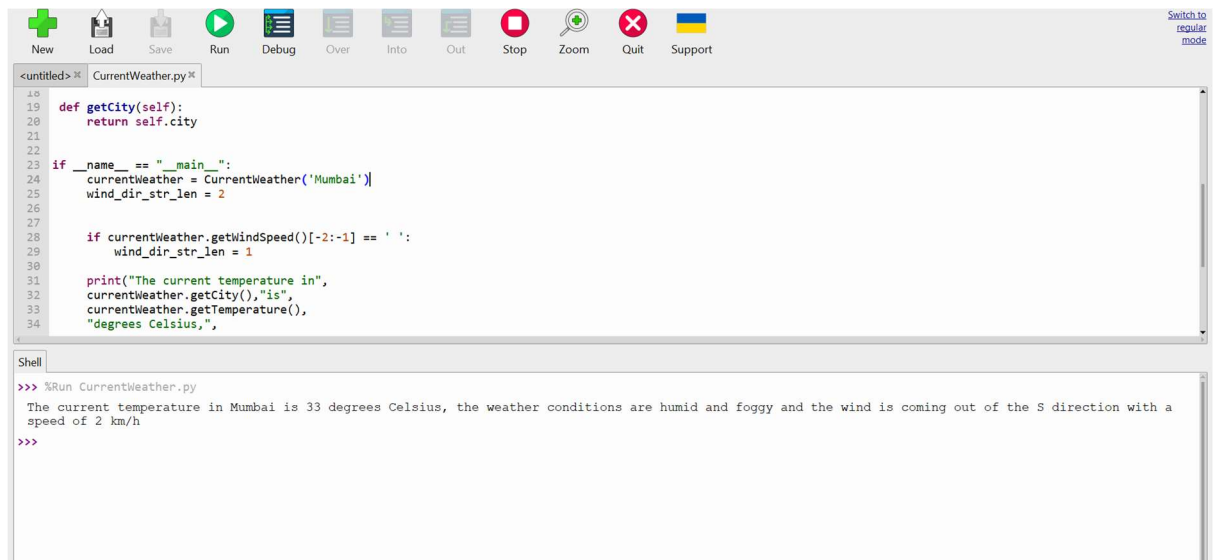 New Load Save Run Debug Over Into Out Stop Zoom Quit Support
Switch to
regular
mode
<untitled> CurrentWeather.py
18
19 def getCity(self):
20 return self.city
21
22
23 if __name__ == "__main__":
24 currentWeather = CurrentWeather('Mumbai')
25 wind_dir_str_len = 2
26
27
28 if currentWeather.getWindSpeed()[-2:-1] == ' ':
29 wind_dir_str_len = 1
30
31 print("The current temperature in",
32 currentWeather.getCity(),"is",
33 currentWeather.getTemperature(),
34 "degrees Celsius,",
Shell
>>> %Run CurrentWeather.py
The current temperature in Mumbai is 33 degrees Celsius, the weather conditions are humid and foggy and the wind is coming out of the S direction with a
speed of 2 km/h
>>>